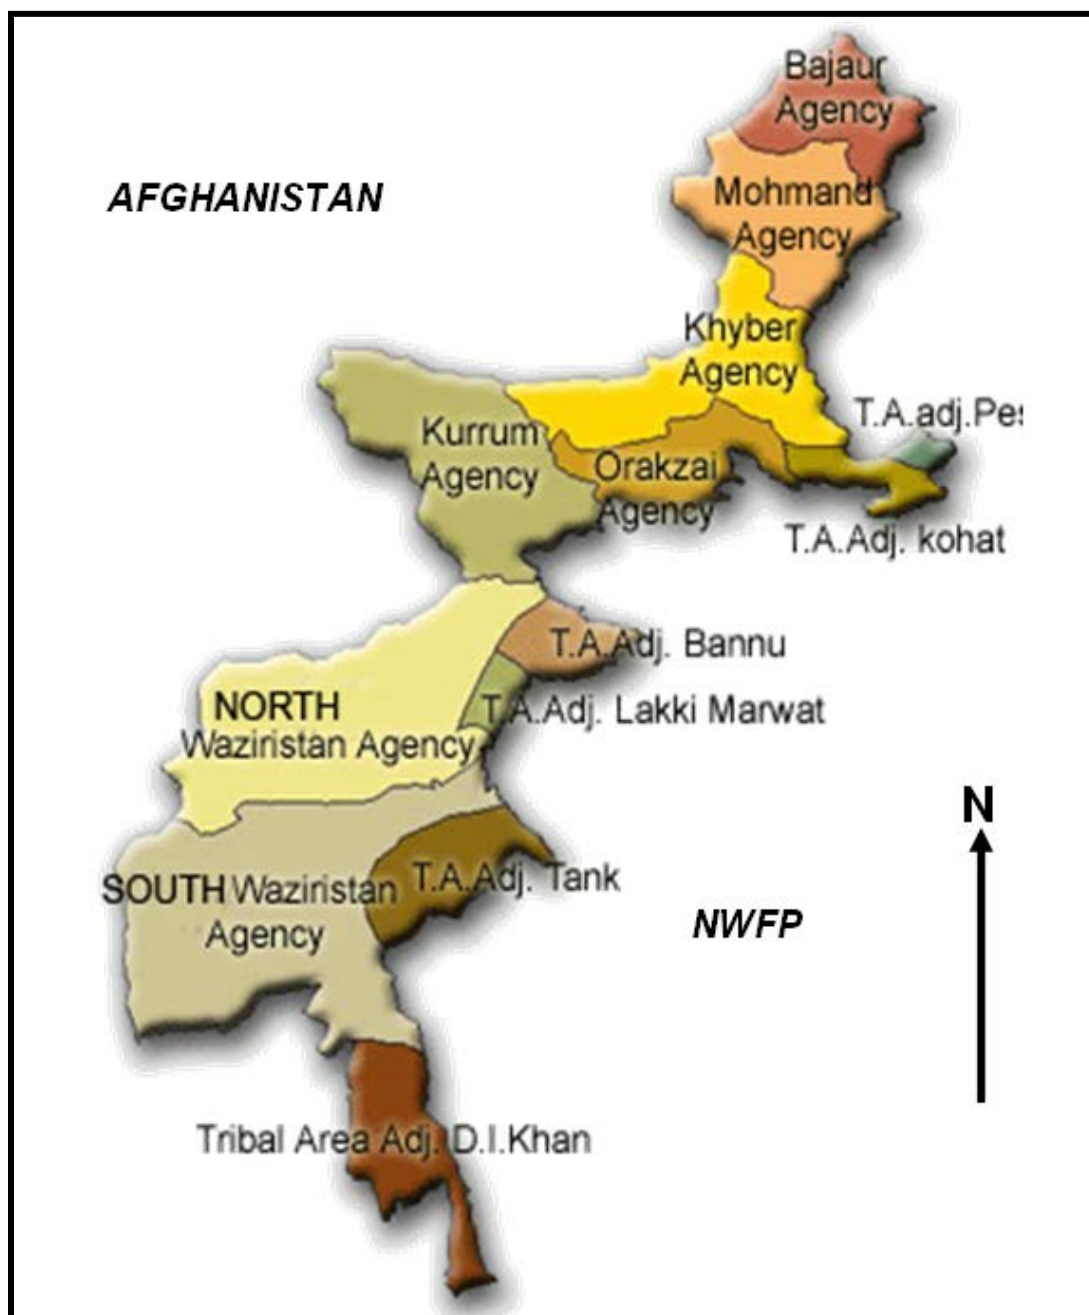 Bajaur
Agency
AFGHANISTAN
Mohmand
Agency
Khyber
Agency
T.A.adj.Pes
Kurrum
Agency
Orakzai
Agency
T.A.Adj. kohat
T.A.Adj. Bannu
NORTH
Waziristan Agency
T.A.Adj. Lakki Marwat
N
SOUTH Waziristan
Agency
T.A.Adj. Tank
NWFP
Tribal Area Adj. D.I.Khan